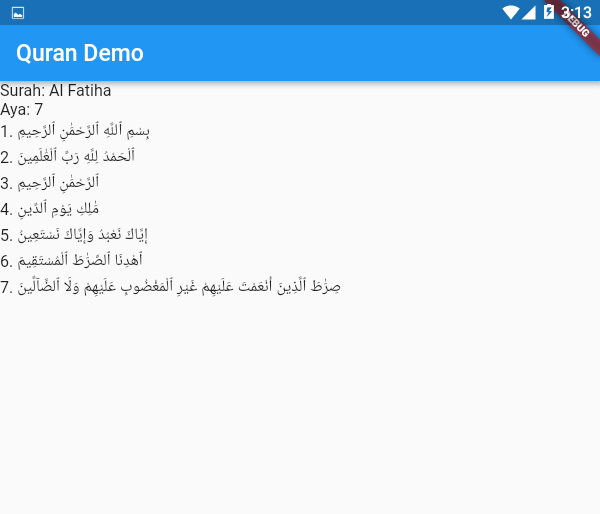 3:13
DEBUG
Quran Demo
Surah: Al Fatiha
Aya: 7
1. بِسْمِ ٱللَّهِ ٱلرَّحْمَٰنِ ٱلرَّحِيمِ
2. ٱلْحَمْدُ لِلَّهِ رَبِّ ٱلْعَٰلَمِينَ
3. ٱلرَّحْمَٰنِ ٱلرَّحِيمِ
4. مَٰلِكِ يَوْمِ ٱلدِّينِ
5. إِيَّاكَ نَعْبُدُ وَإِيَّاكَ نَسْتَعِينُ
6. ٱهْدِنَا ٱلصِّرَٰطَ ٱلْمُسْتَقِيمَ
7. صِرَٰطَ ٱلَّذِينَ أَنْعَمْتَ عَلَيْهِمْ غَيْرِ ٱلْمَغْضُوبِ عَلَيْهِمْ وَلَا ٱلضَّآلِّينَ